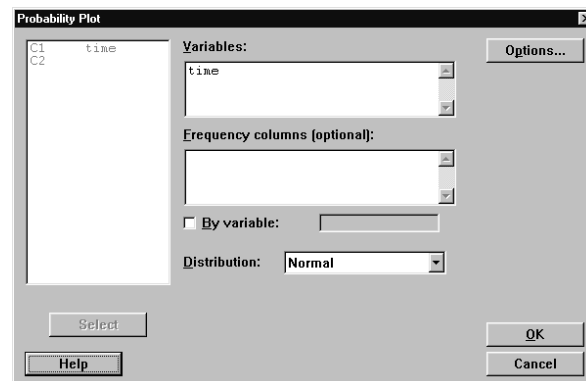 Probability Plot
C1 time
C2
Variables:
time
Options...
Frequency columns (optional):
By variable:
Distribution: Normal
Select
Help
OK
Cancel